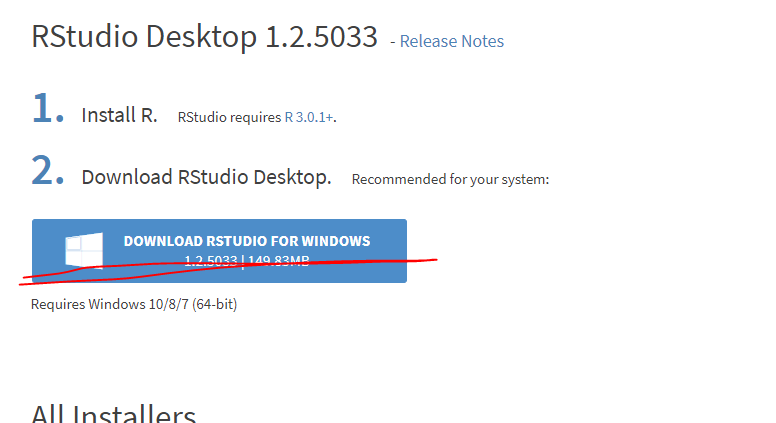 RStudio Desktop 1.2.5033 - Release Notes
1. Install R. RStudio requires R 3.0.1+.
2. Download RStudio Desktop. Recommended for your system:
DOWNLOAD RSTUDIO FOR WINDOWS
1.2.5033 | 149.83MB
Requires Windows 10/8/7 (64-bit)
All Installers